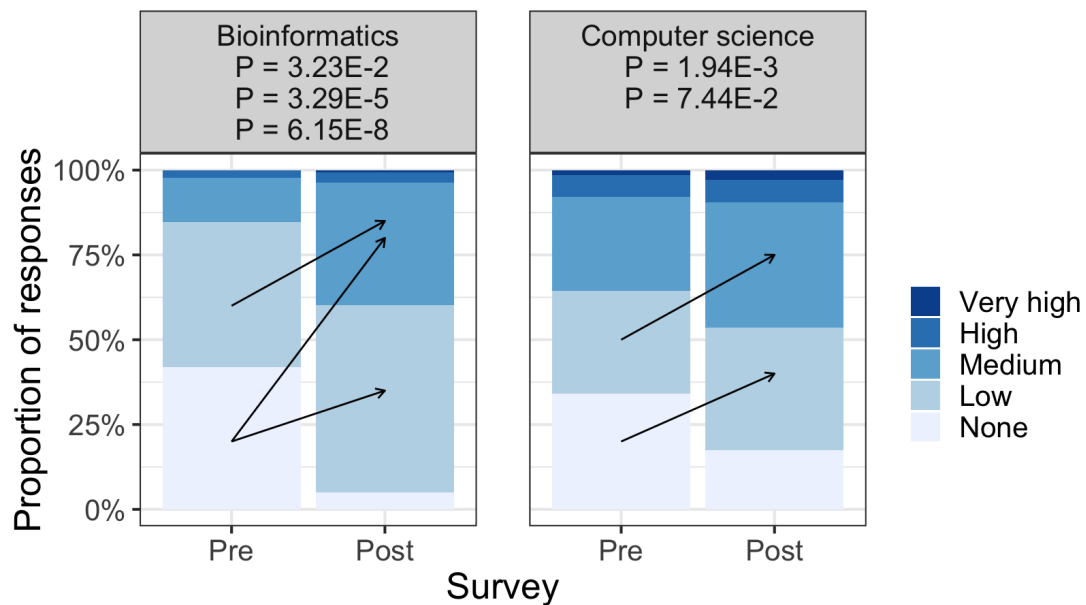 Bioinformatics
P = 3.23E-2
P = 3.29E-5
P = 6.15E-8
Computer science
P = 1.94E-3
P = 7.44E-2
Proportion of responses
100%
75%
50%
25%
0%
Pre
Post
Pre
Post
Survey
Very high
High
Medium
Low
None